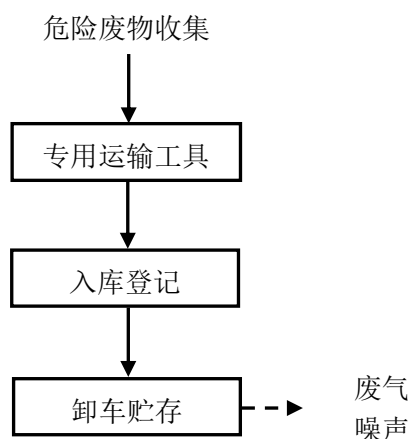 危险废物收集
专用运输工具
入库登记
卸车贮存
废气
噪声